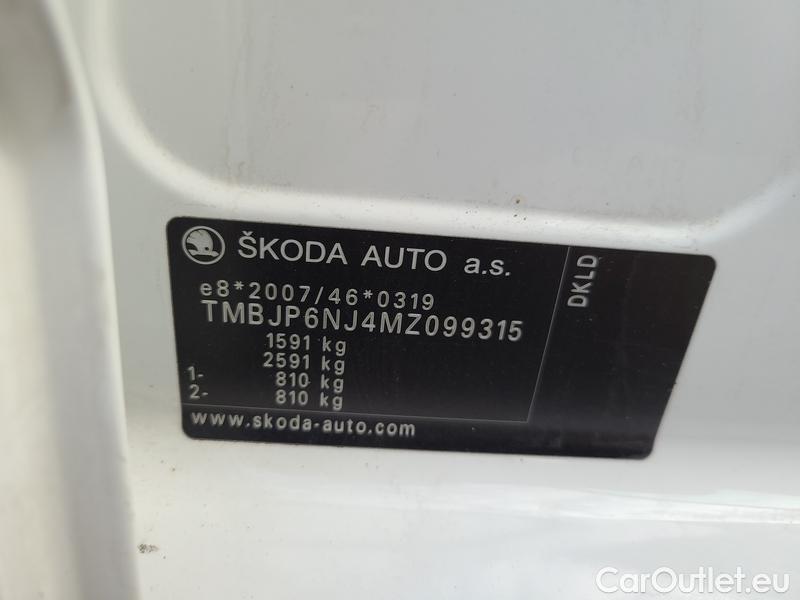 ŠKODA AUTO a.s.
e8*2007/46*0319
TMBJP6NJ4MZ099315
1591 kg
2591 kg
1- 810 kg
2- 810 kg
www.skoda-auto.com
DKLD
CarOutlet.eu